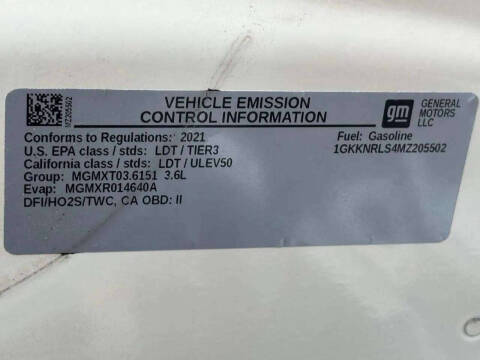 VEHICLE EMISSION
CONTROL INFORMATION
gm GENERAL
MOTORS
LLC
Conforms to Regulations: 2021
Fuel: Gasoline
U.S. EPA class / stds: LDT / TIER3
1GKKNRLS4MZ205502
California class / stds: LDT / ULEV50
Group: MGMXT03.6151 3.6L
Evap: MGMXR014640A
DFI/HO2S/TWC, CA OBD: II
YZ205502